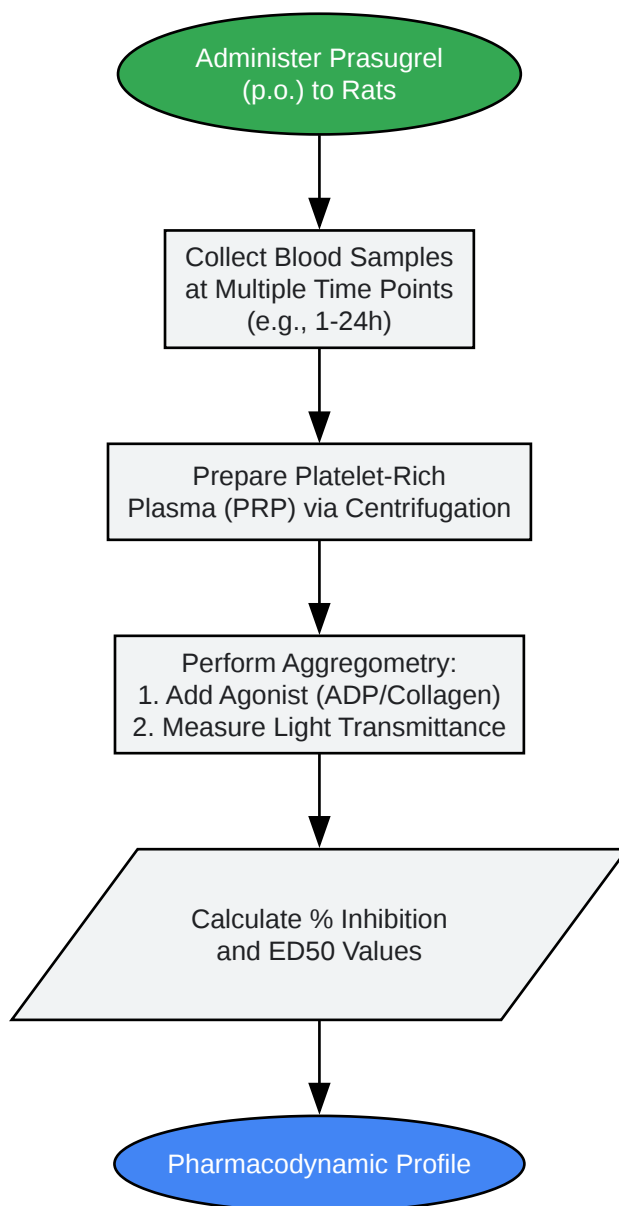 Administer Prasugrel
(p.o.) to Rats
Collect Blood Samples
at Multiple Time Points
(e.g., 1-24h)
Prepare Platelet-Rich
Plasma (PRP) via Centrifugation
Perform Aggregometry:
1. Add Agonist (ADP/Collagen)
2. Measure Light Transmittance
Calculate % Inhibition
and ED50 Values
Pharmacodynamic Profile